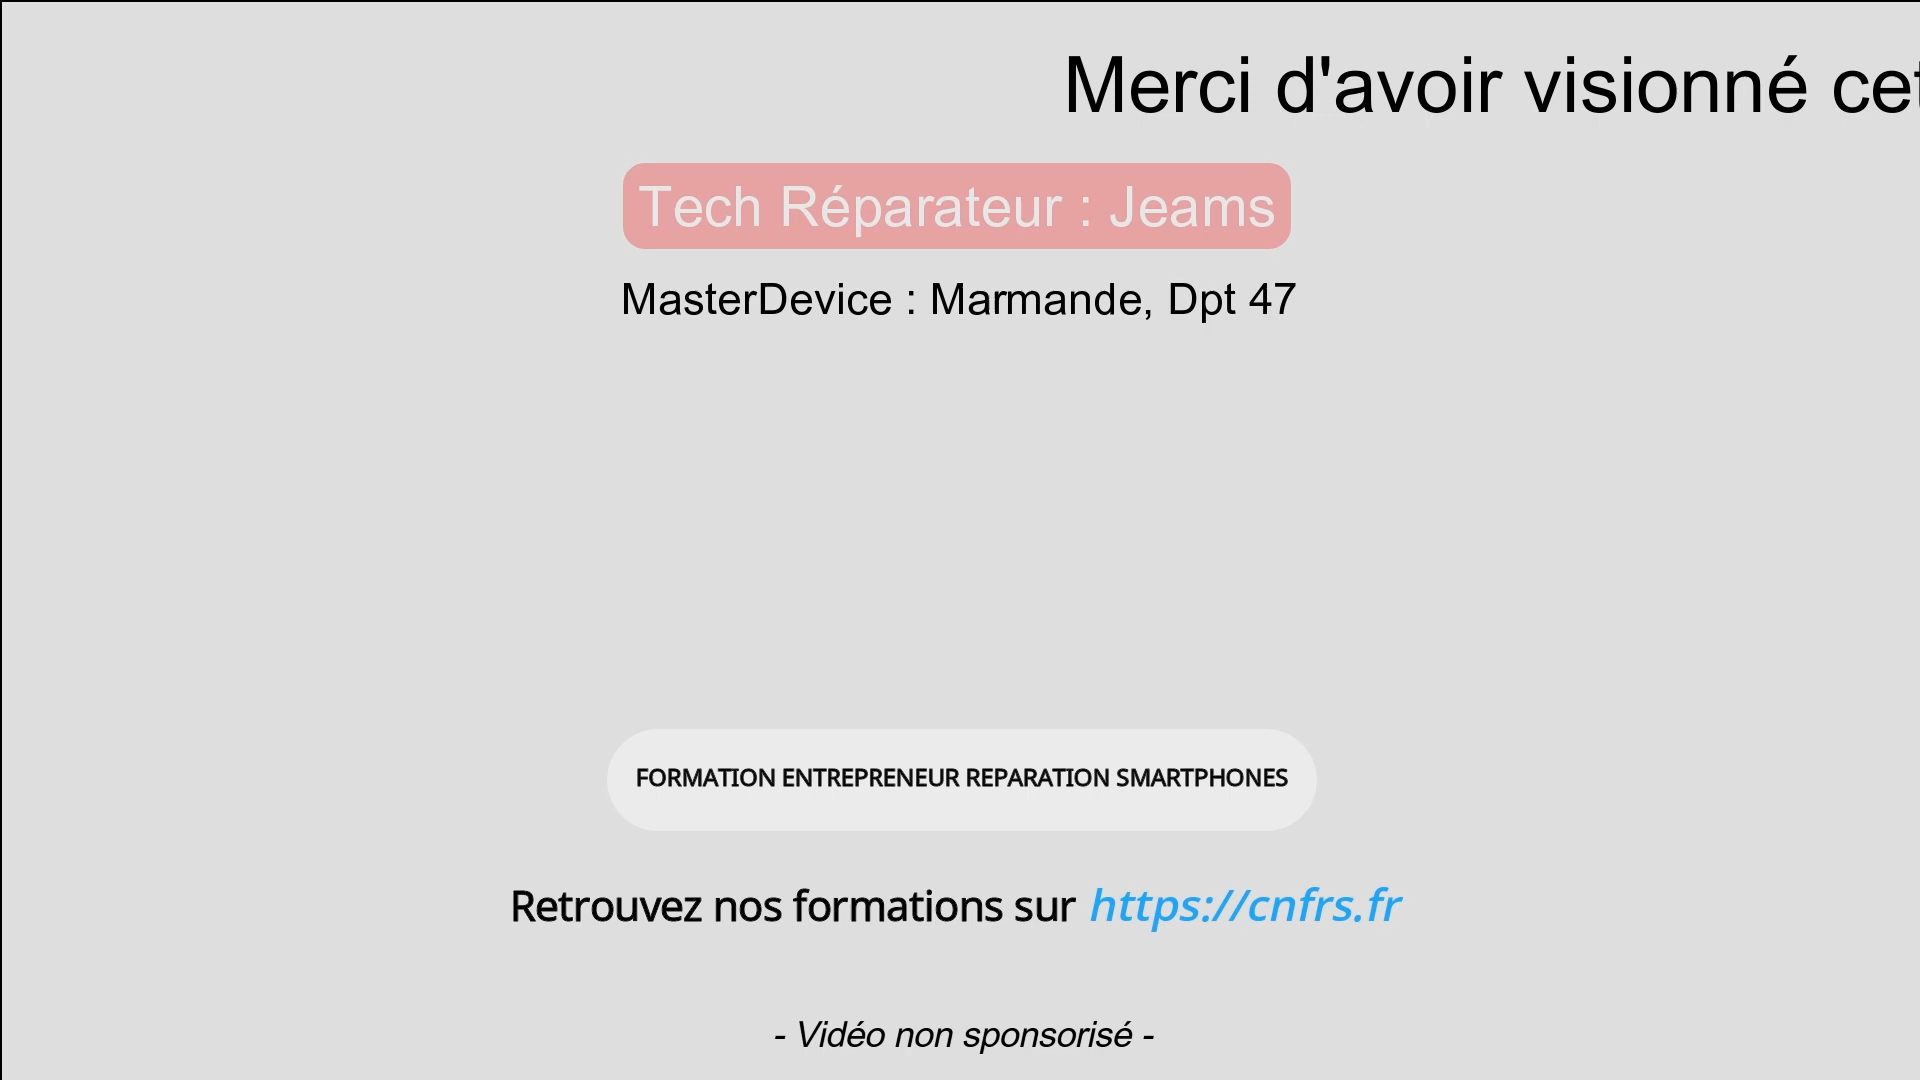 Merci d'avoir visionné
Tech Réparateur : Jeams
MasterDevice : Marmande, Dpt 47
FORMATION ENTREPRENEUR REPARATION SMARTPHONES
Retrouvez nos formations sur https://cnfrs.fr
- Vidéo non sponsorisé -